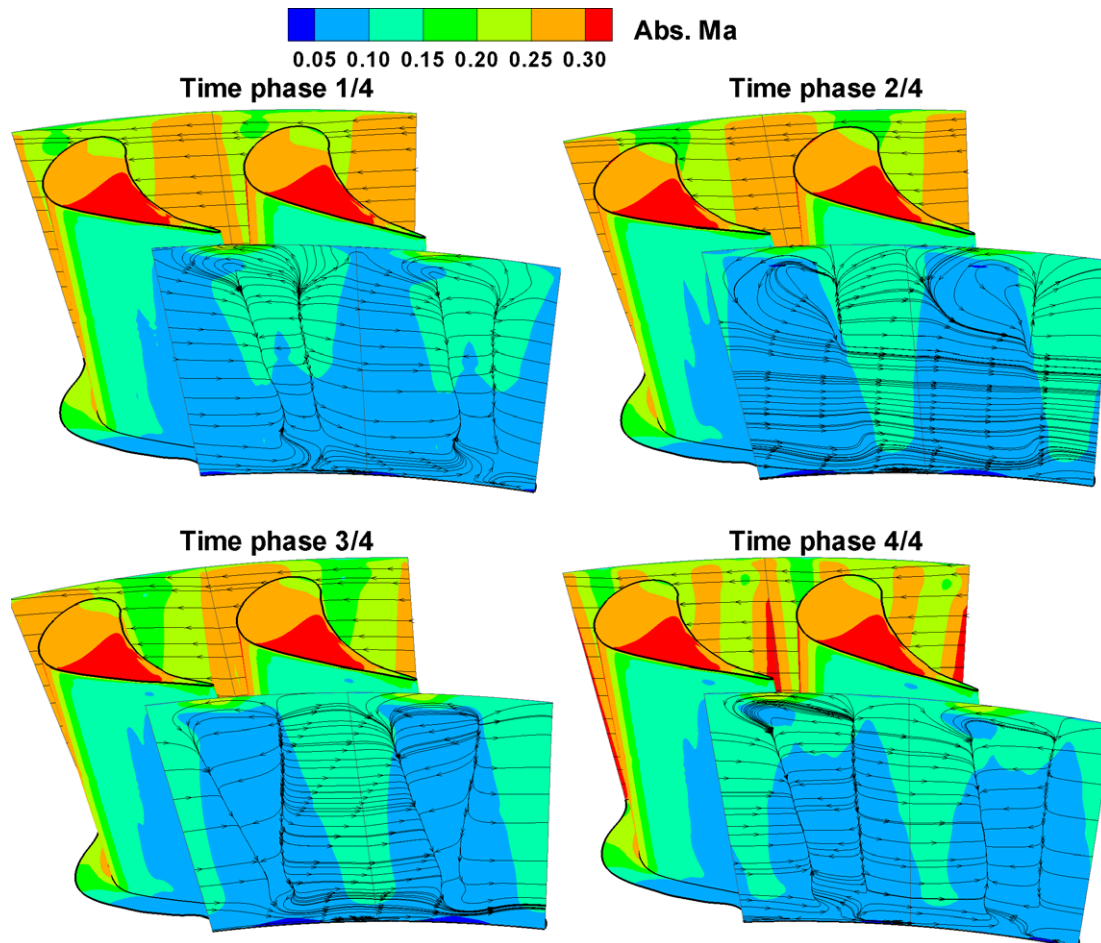 Abs. Ma
0.05 0.10 0.15 0.20 0.25 0.30
Time phase 1/4
Time phase 2/4
Time phase 3/4
Time phase 4/4